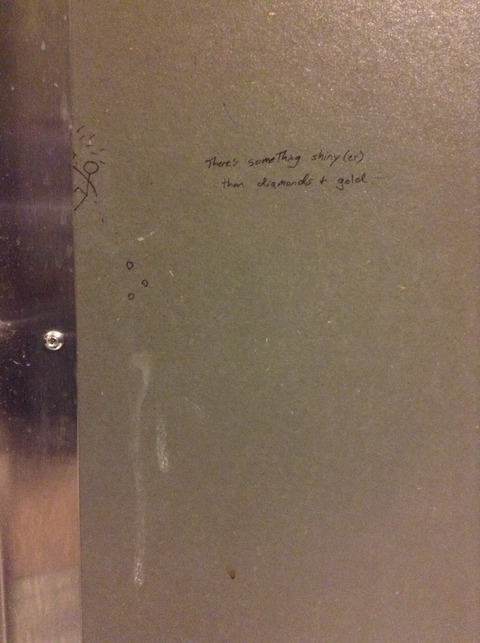 There's something shiny(er)
than diamonds + gold